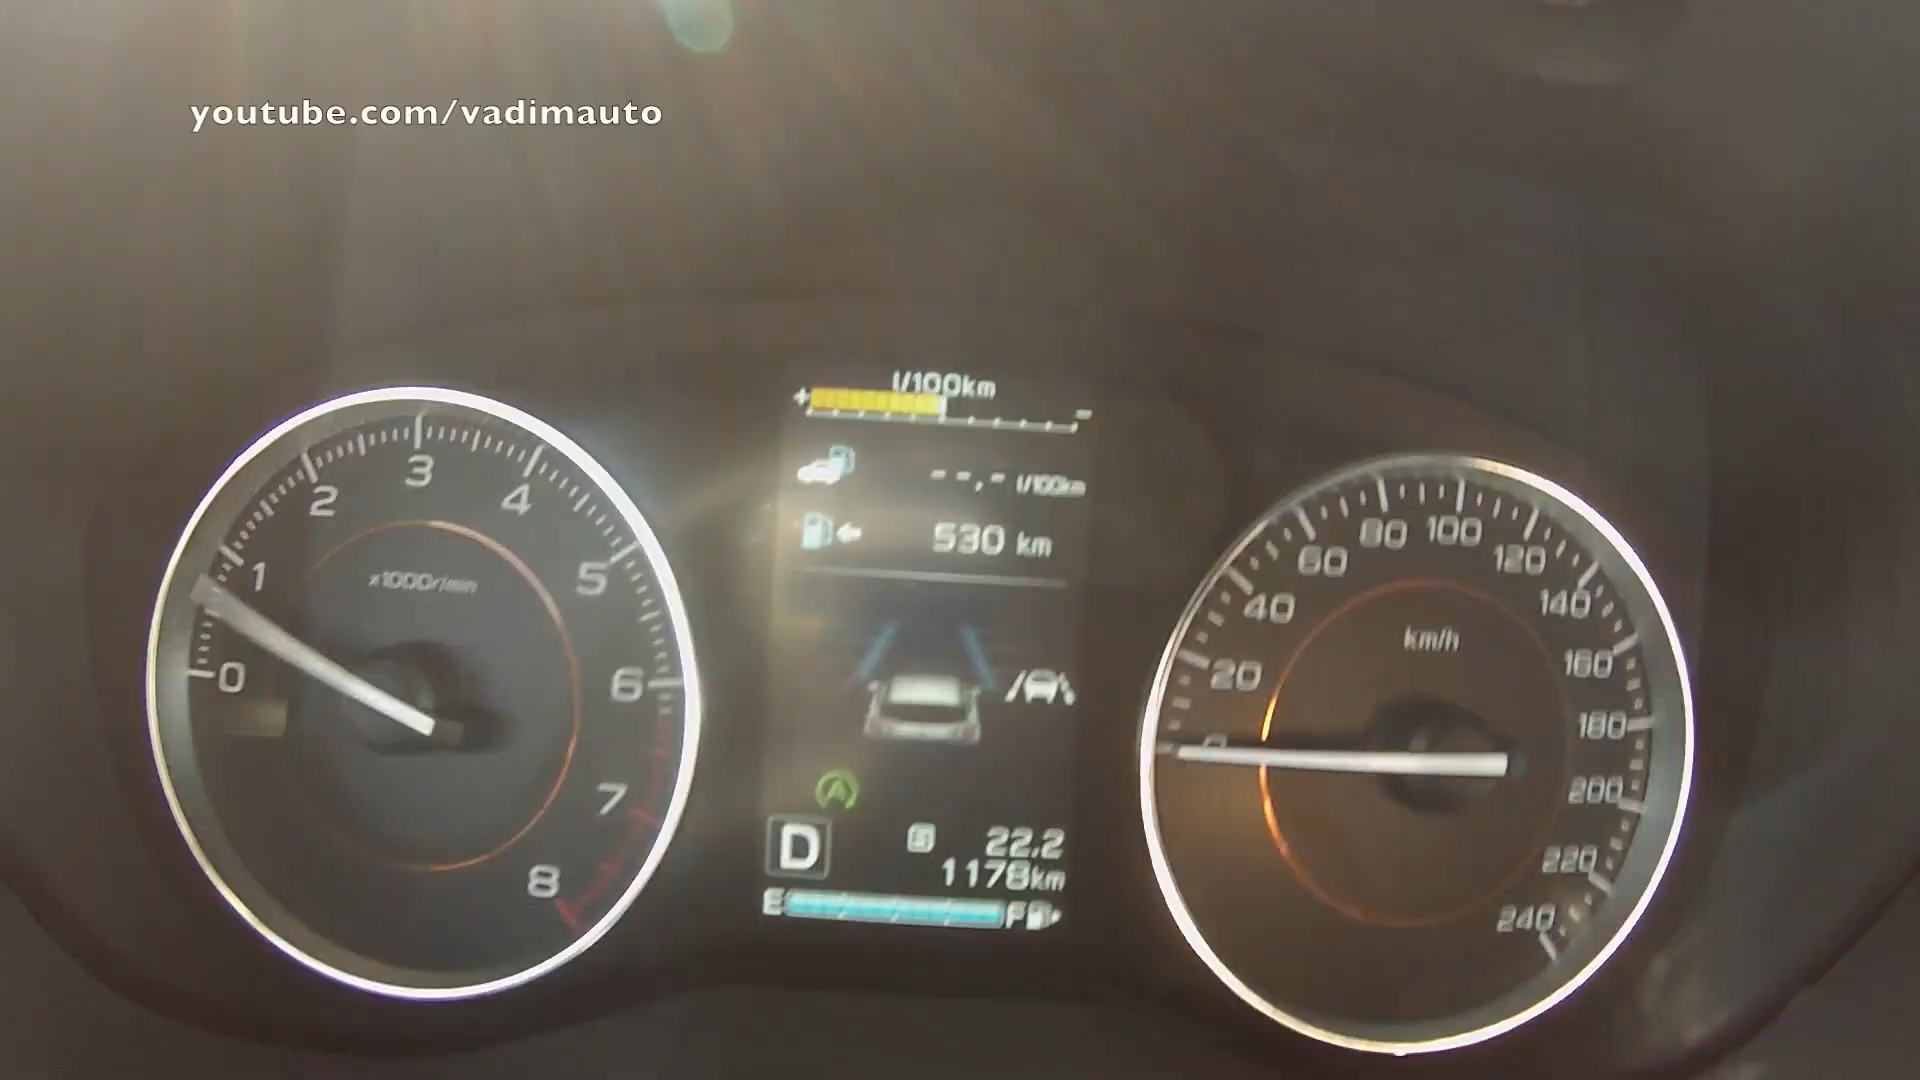 youtube.com/vadimauto
l/100km
+ -
--,- l/100km
530 km
0 1 2 3 4 5 6 7 8
x1000r/min
0 20 40 60 80 100 120 140 160 180 200 220 240
km/h
A
D
22,2
1178km
E F